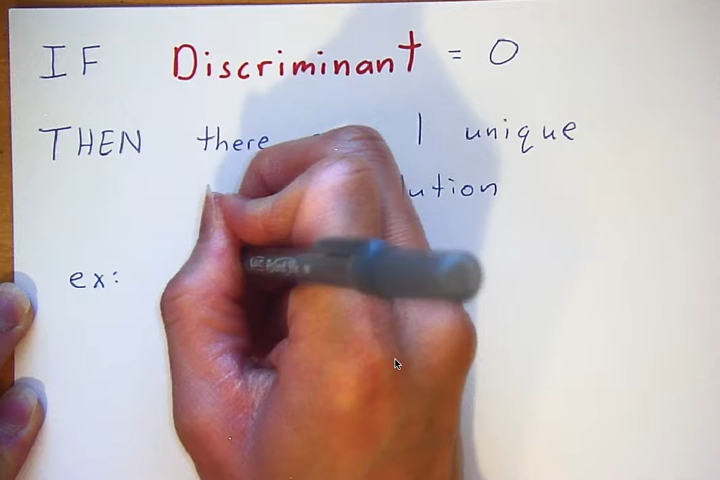 IF Discriminant = 0
THEN there 1 unique
lution
ex: